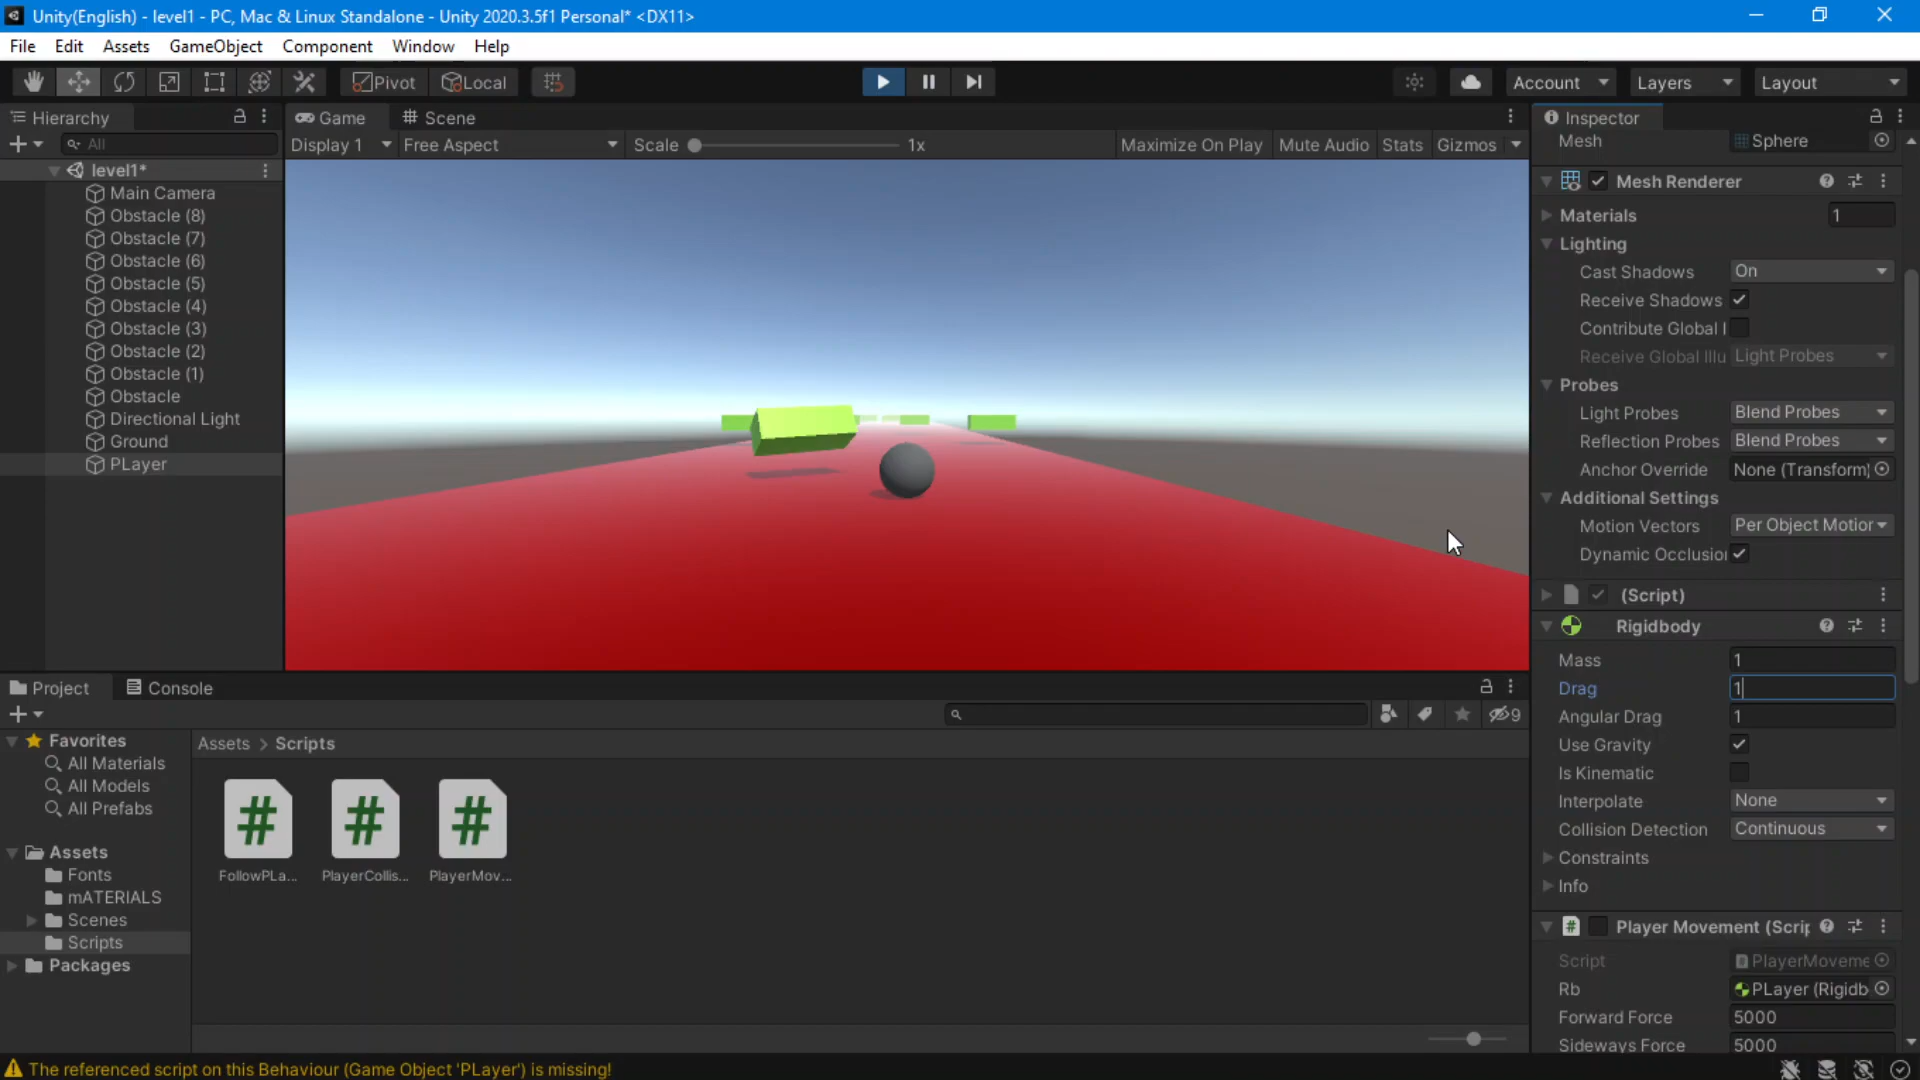 Unity(English) - level1 - PC, Mac & Linux Standalone - Unity 2020.3.5f1 Personal* <DX11>
File Edit Assets GameObject Component Window Help
Pivot Local Account Layers Layout
Hierarchy
All
level1*
Main Camera
Obstacle (8)
Obstacle (7)
Obstacle (6)
Obstacle (5)
Obstacle (4)
Obstacle (3)
Obstacle (2)
Obstacle (1)
Obstacle
Directional Light
Ground
PLayer
Game Scene
Display 1 Free Aspect Scale 1x Maximize On Play Mute Audio Stats Gizmos
Inspector
Mesh Sphere
Mesh Renderer
Materials 1
Lighting
Cast Shadows On
Receive Shadows
Contribute Global I
Receive Global Illu Light Probes
Probes
Light Probes Blend Probes
Reflection Probes Blend Probes
Anchor Override None (Transform)
Additional Settings
Motion Vectors Per Object Motior
Dynamic Occlusion
(Script)
Rigidbody
Mass 1
Drag 1
Angular Drag 1
Use Gravity
Is Kinematic
Interpolate None
Collision Detection Continuous
Constraints
Info
Player Movement (Scrip
Script PlayerMoveme
Rb PLayer (Rigidb
Forward Force 5000
Sideways Force 5000
Project Console
9
Favorites
All Materials
All Models
All Prefabs
Assets
Fonts
mATERIALS
Scenes
Scripts
Packages
Assets > Scripts
FollowPLa... PlayerCollis... PlayerMov...
The referenced script on this Behaviour (Game Object 'PLayer') is missing!